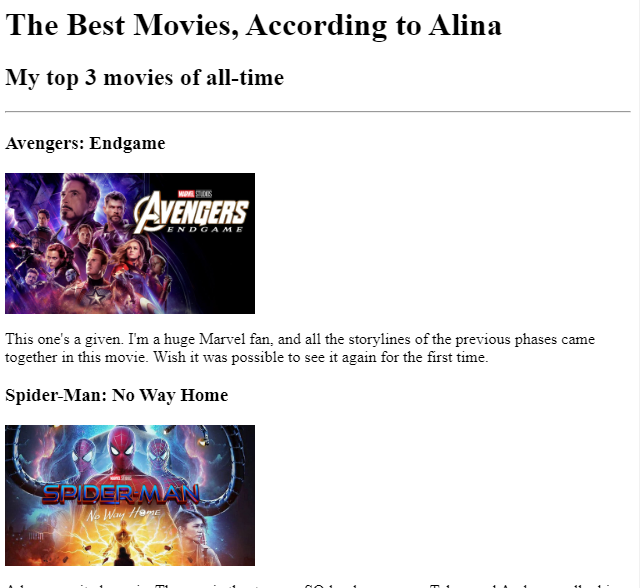 The Best Movies, According to Alina
My top 3 movies of all-time
Avengers: Endgame
MARVEL STUDIOS
AVENGERS
ENDGAME
This one's a given. I'm a huge Marvel fan, and all the storylines of the previous phases came
together in this movie. Wish it was possible to see it again for the first time.
Spider-Man: No Way Home
SPIDER-MAN
No Way Home